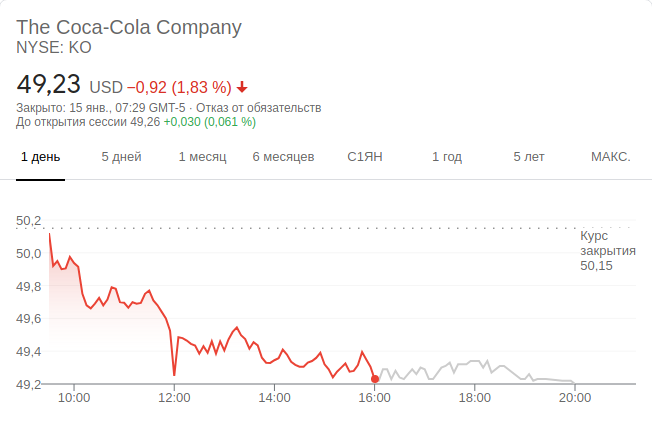 The Coca-Cola Company
NYSE: KO
49,23 USD −0,92 (1,83 %)
Закрыто: 15 янв., 07:29 GMT-5 · Отказ от обязательств
До открытия сессии 49,26 +0,030 (0,061 %)
1 день 5 дней 1 месяц 6 месяцев С1ЯН 1 год 5 лет МАКС.
50,2
Курс
закрытия
50,15
50,0
49,8
49,6
49,4
49,2
10:00 12:00 14:00 16:00 18:00 20:00